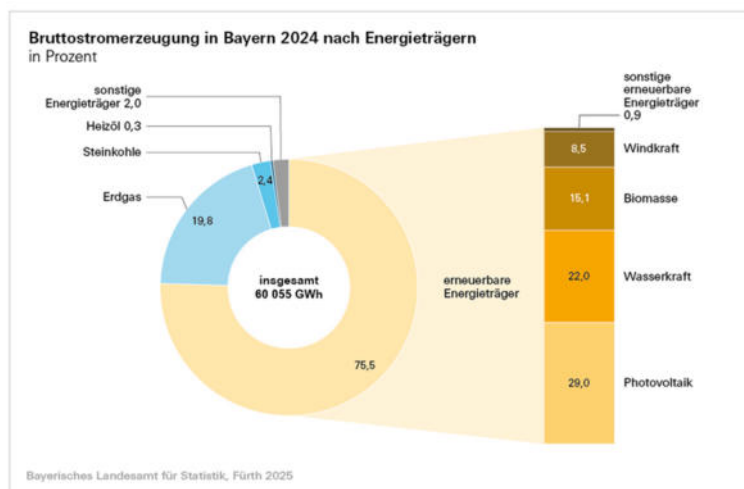 Bruttostromerzeugung in Bayern 2024 nach Energieträgern
in Prozent
sonstige
Energieträger 2,0
Heizöl 0,3
Steinkohle
2,4
Erdgas
19,8
insgesamt
60 055 GWh
75,5
erneuerbare
Energieträger
sonstige
erneuerbare
Energieträger
0,9
8,5
Windkraft
15,1
Biomasse
22,0
Wasserkraft
29,0
Photovoltaik
Bayerisches Landesamt für Statistik, Fürth 2025